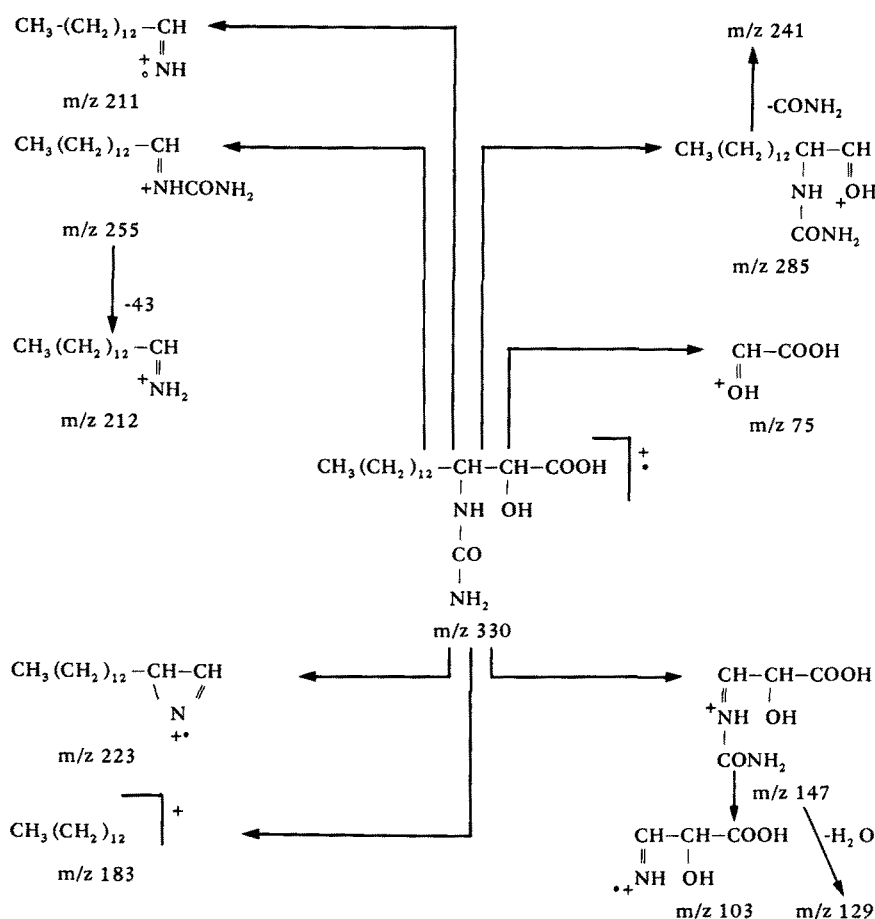 CH₃-(CH₂)₁₂—CH
||
+
∘NH
m/z 211
CH₃(CH₂)₁₂—CH
||
+NHCONH₂
m/z 255
-43
CH₃(CH₂)₁₂—CH
||
+NH₂
m/z 212
m/z 241
-CONH₂
CH₃(CH₂)₁₂CH—CH
NH +OH
CONH₂
m/z 285
CH—COOH
||
+OH
m/z 75
CH₃(CH₂)₁₂—CH—CH—COOH
+•
NH OH
CO
NH₂
m/z 330
CH₃(CH₂)₁₂—CH—CH
N
+•
m/z 223
CH₃(CH₂)₁₂
+
m/z 183
CH—CH—COOH
+NH OH
CONH₂
m/z 147
CH—CH—COOH
-H₂O
•+NH OH
m/z 103
m/z 129